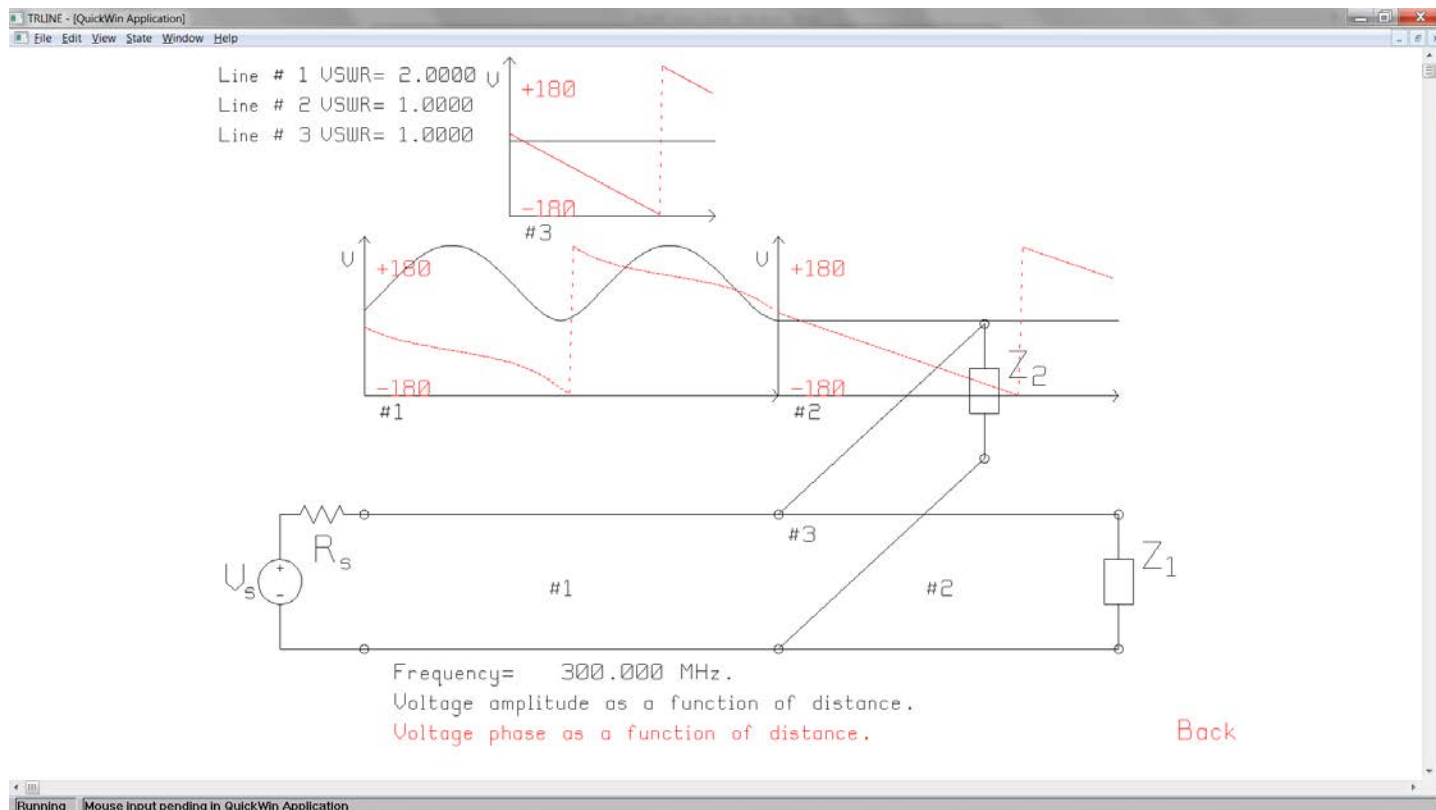 TRLINE - [QuickWin Application]
File Edit View State Window Help
Line # 1 VSWR= 2.0000
Line # 2 VSWR= 1.0000
Line # 3 VSWR= 1.0000
V
+180
-180
#3
V
+180
-180
#1
V
+180
-180
#2
Z2
#3
Rs
Vs
+
-
#1
#2
Z1
Frequency= 300.000 MHz.
Voltage amplitude as a function of distance.
Voltage phase as a function of distance.
Back
Running Mouse input pending in QuickWin Application